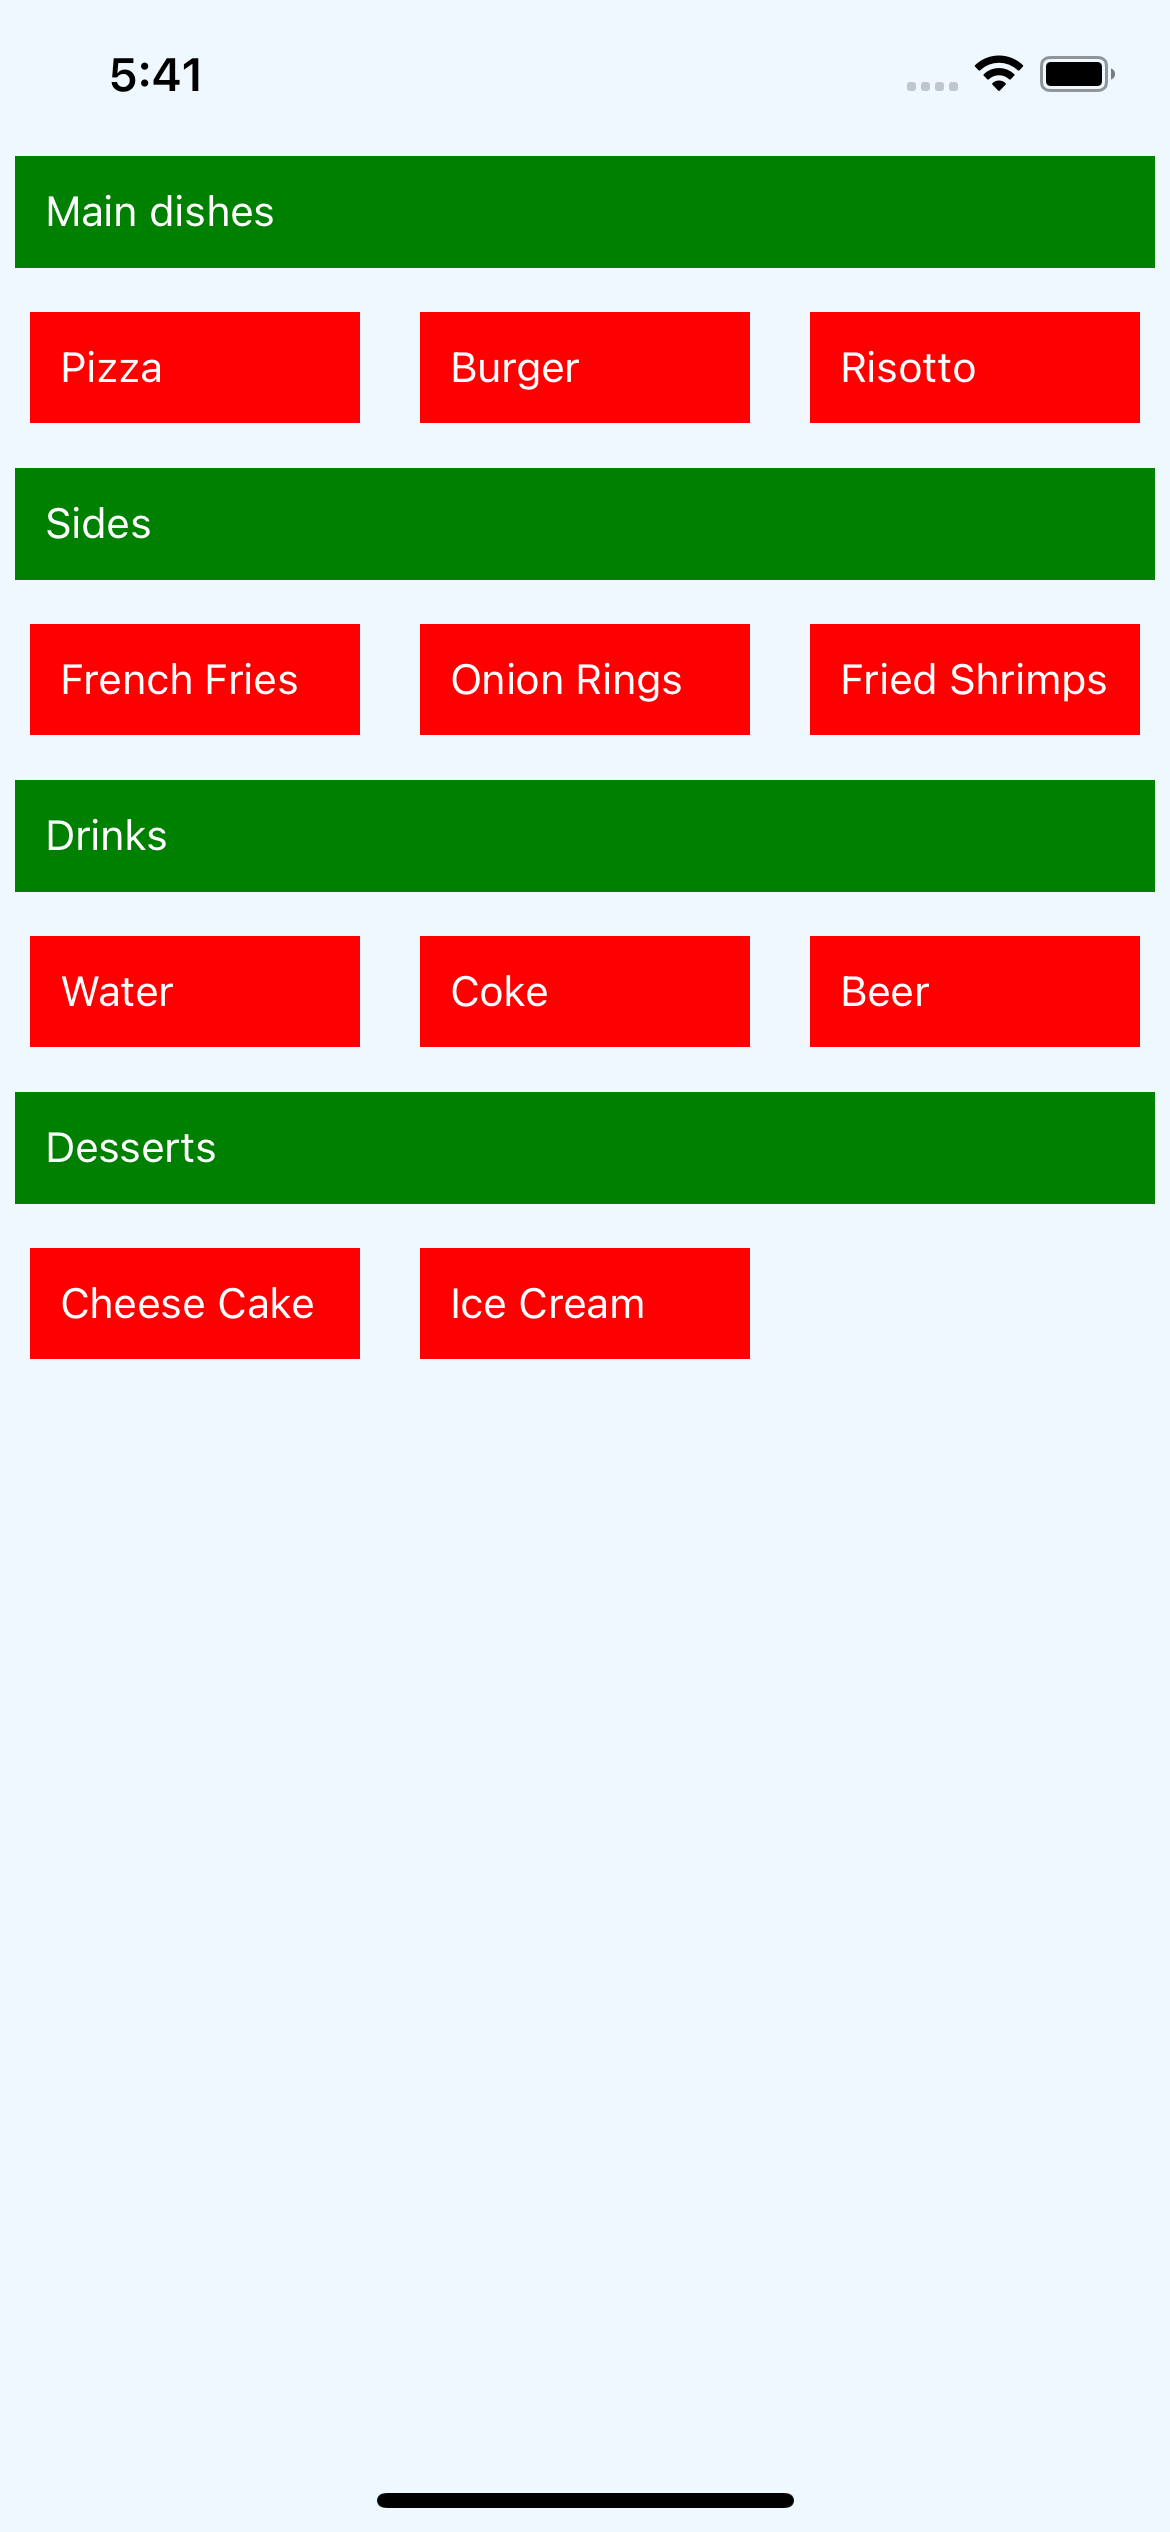 5:41
Main dishes
Pizza Burger Risotto
Sides
French Fries Onion Rings Fried Shrimps
Drinks
Water Coke Beer
Desserts
Cheese Cake Ice Cream